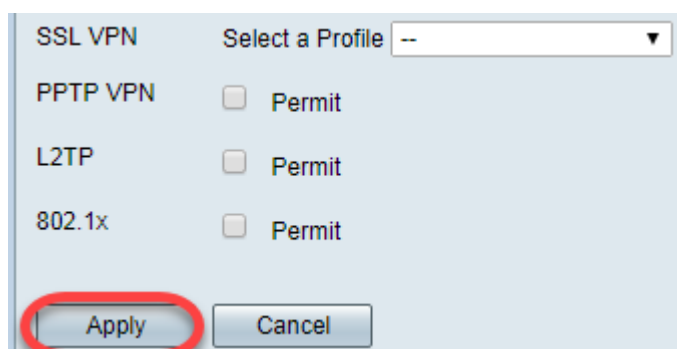 SSL VPN Select a Profile --
PPTP VPN Permit
L2TP Permit
802.1x Permit
Apply Cancel